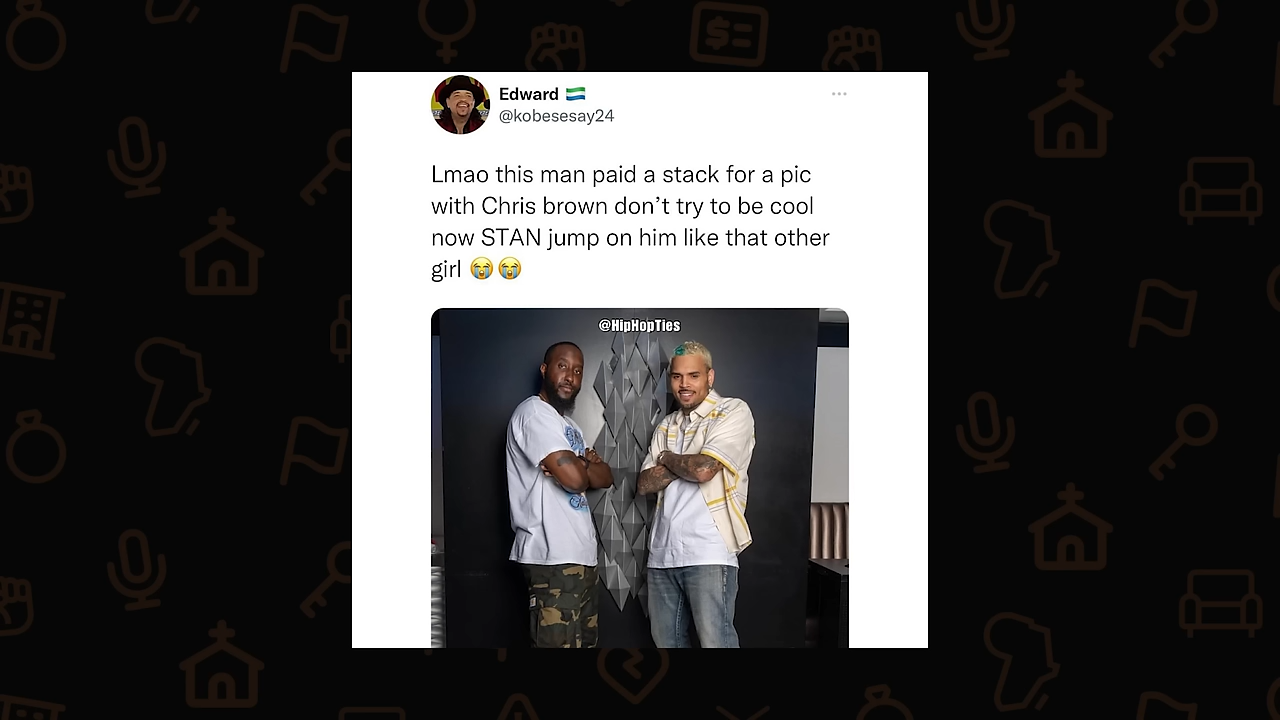 Edward 🇸🇱
@kobesesay24
Lmao this man paid a stack for a pic
with Chris brown don’t try to be cool
now STAN jump on him like that other
girl 😭😭
@HipHopTies